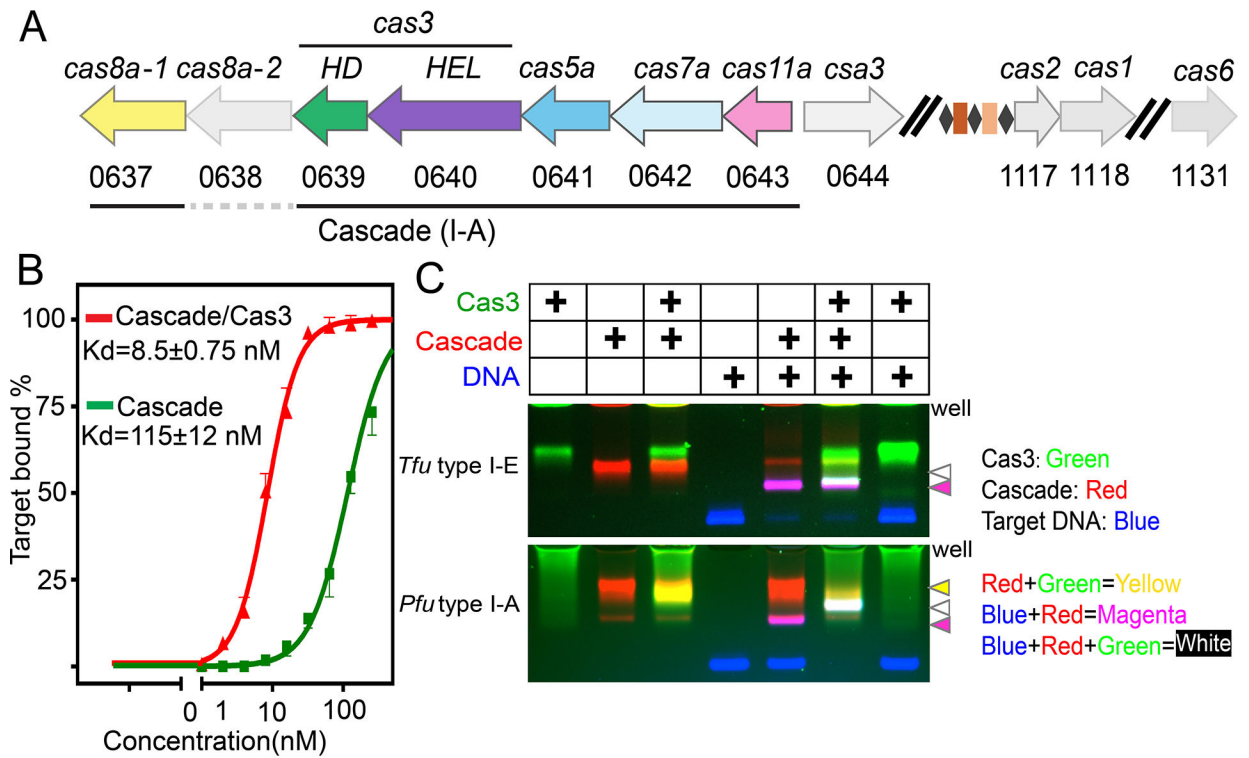 A
cas3
cas8a-1 cas8a-2 HD HEL cas5a cas7a cas11a csa3 cas2 cas1 cas6
0637 0638 0639 0640 0641 0642 0643 0644 1117 1118 1131
Cascade (I-A)
B
Target bound %
100
75
50
25
Cascade/Cas3
Kd=8.5±0.75 nM
Cascade
Kd=115±12 nM
0 1 10 100
Concentration(nM)
C
Cas3 + + + +
Cascade + + + +
DNA + + + +
well
Tfu type I-E
Cas3: Green
Cascade: Red
Target DNA: Blue
well
Pfu type I-A
Red+Green=Yellow
Blue+Red=Magenta
Blue+Red+Green=White